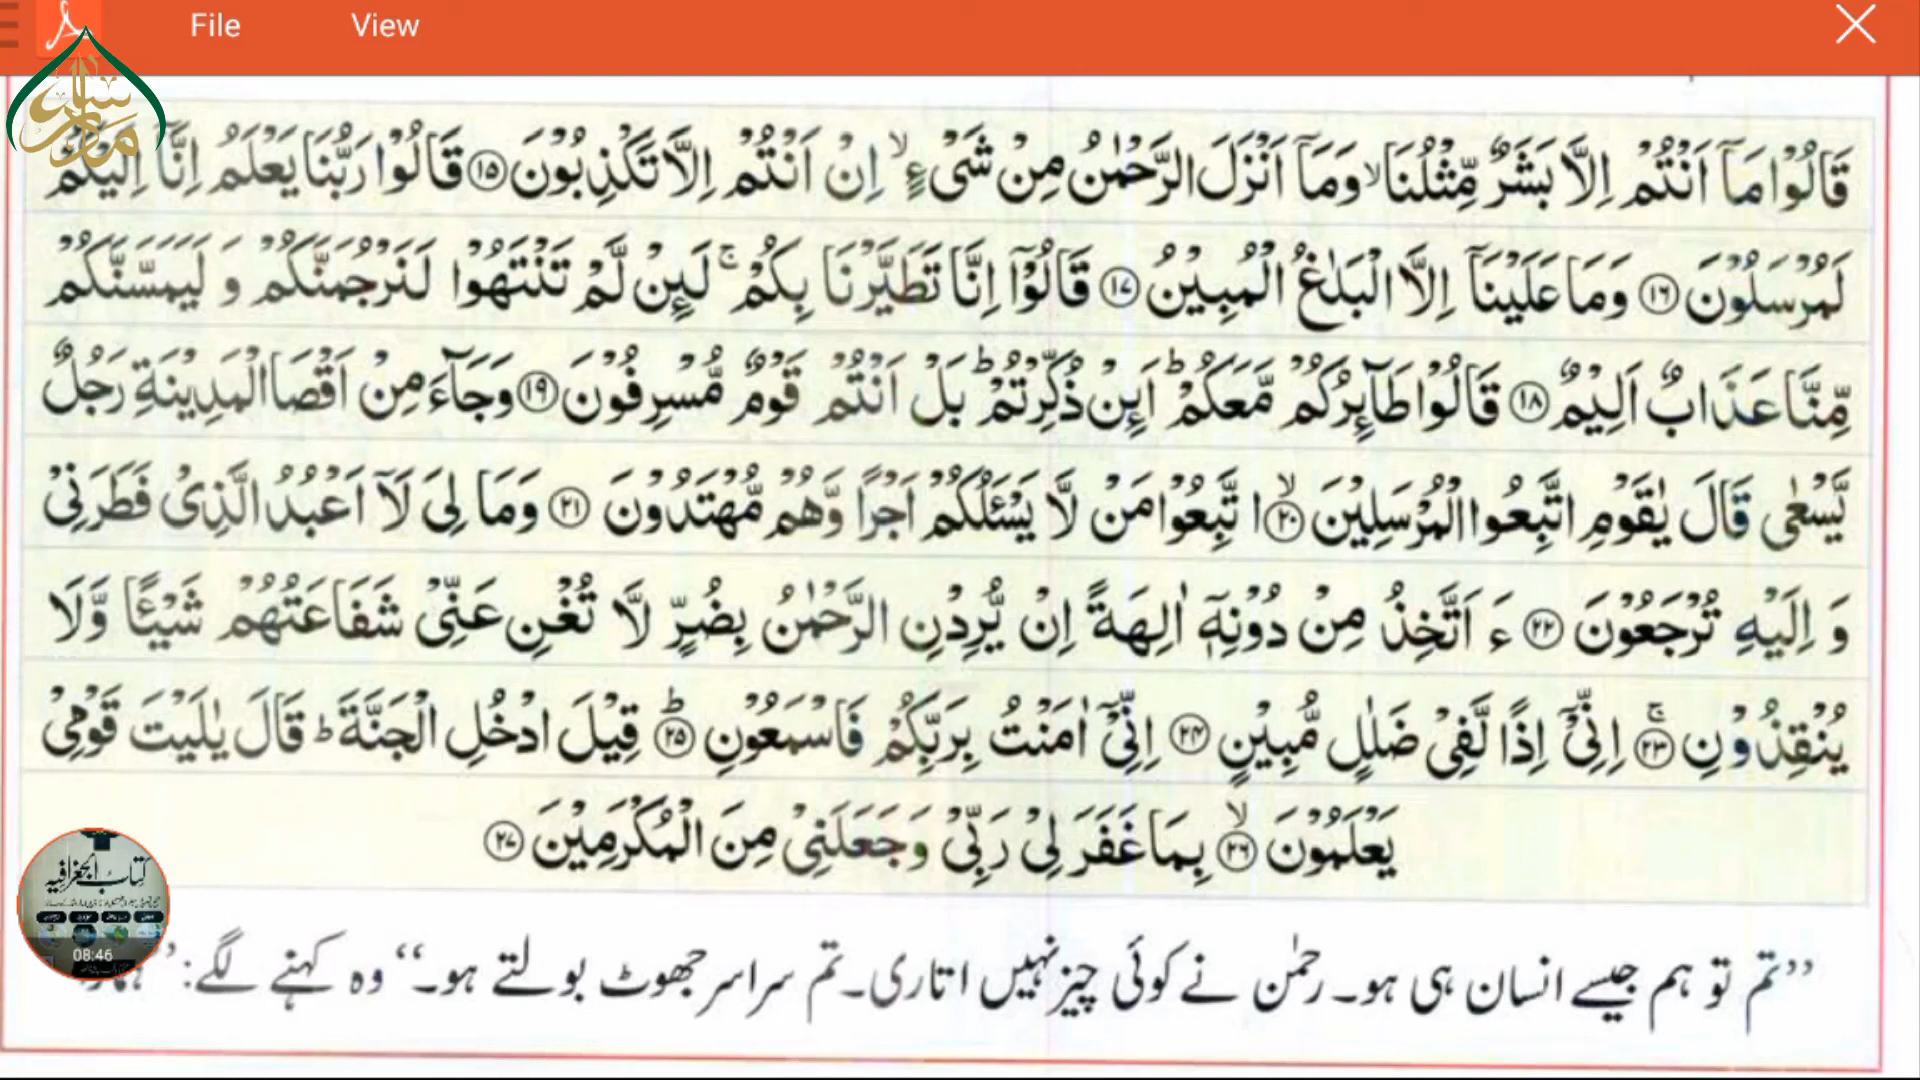 File View
قَالُوْا مَاۤ اَنْتُمْ اِلَّا بَشَرٌ مِّثْلُنَا ۙ وَمَاۤ اَنْزَلَ الرَّحْمٰنُ مِنْ شَیْءٍ ۙ اِنْ اَنْتُمْ اِلَّا تَكْذِبُوْنَ ۝۱۵ قَالُوْا رَبُّنَا یَعْلَمُ اِنَّاۤ اِلَیْكُمْ
لَمُرْسَلُوْنَ ۝۱۶ وَمَا عَلَیْنَاۤ اِلَّا الْبَلٰغُ الْمُبِیْنُ ۝۱۷ قَالُوْۤا اِنَّا تَطَیَّرْنَا بِكُمْ ۚ لَىِٕنْ لَّمْ تَنْتَهُوْا لَنَرْجُمَنَّكُمْ وَ لَیَمَسَّنَّكُمْ
مِّنَّا عَذَابٌ اَلِیْمٌ ۝۱۸ قَالُوْا طَآىِٕرُكُمْ مَّعَكُمْ ؕ اَىِٕنْ ذُكِّرْتُمْ ؕ بَلْ اَنْتُمْ قَوْمٌ مُّسْرِفُوْنَ ۝۱۹ وَجَآءَ مِنْ اَقْصَا الْمَدِیْنَةِ رَجُلٌ
یَّسْعٰی قَالَ یٰقَوْمِ اتَّبِعُوا الْمُرْسَلِیْنَ ۝۲۰ۙ اتَّبِعُوْا مَنْ لَّا یَسْـَٔلُكُمْ اَجْرًا وَّهُمْ مُّهْتَدُوْنَ ۝۲۱ وَمَا لِیَ لَاۤ اَعْبُدُ الَّذِیْ فَطَرَنِیْ
وَ اِلَیْهِ تُرْجَعُوْنَ ۝۲۲ ءَ اَتَّخِذُ مِنْ دُوْنِهٖۤ اٰلِهَةً اِنْ یُّرِدْنِ الرَّحْمٰنُ بِضُرٍّ لَّا تُغْنِ عَنِّیْ شَفَاعَتُهُمْ شَیْـًٔا وَّلَا
یُنْقِذُوْنِ ۝۲۳ۚ اِنِّیْۤ اِذًا لَّفِیْ ضَلٰلٍ مُّبِیْنٍ ۝۲۴ اِنِّیْۤ اٰمَنْتُ بِرَبِّكُمْ فَاسْمَعُوْنِ ۝۲۵ؕ قِیْلَ ادْخُلِ الْجَنَّةَ ؕ قَالَ یٰلَیْتَ قَوْمِیْ
یَعْلَمُوْنَ ۝۲۶ۙ بِمَا غَفَرَ لِیْ رَبِّیْ وَجَعَلَنِیْ مِنَ الْمُكْرَمِیْنَ ۝۲۷
کتاب الجغرافیہ
08:46
’’تم تو ہم جیسے انسان ہی ہو۔ رحمٰن نے کوئی چیز نہیں اتاری۔ تم سراسر جھوٹ بولتے ہو۔‘‘ وہ کہنے لگے: ’’